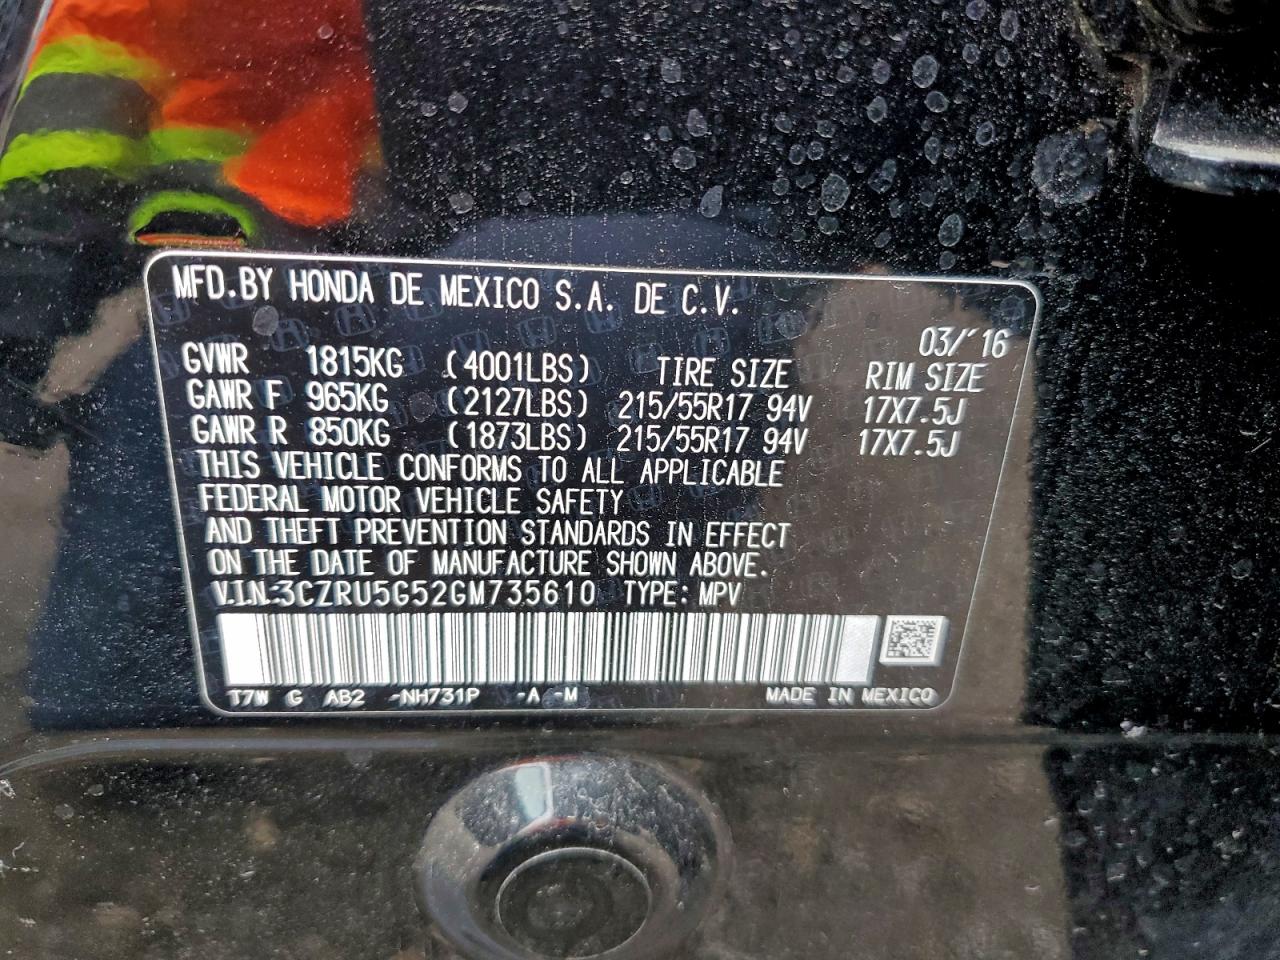 MFD.BY HONDA DE MEXICO S.A. DE C.V.
03/'16
GVWR 1815KG (4001LBS) TIRE SIZE RIM SIZE
GAWR F 965KG (2127LBS) 215/55R17 94V 17X7.5J
GAWR R 850KG (1873LBS) 215/55R17 94V 17X7.5J
THIS VEHICLE CONFORMS TO ALL APPLICABLE
FEDERAL MOTOR VEHICLE SAFETY
AND THEFT PREVENTION STANDARDS IN EFFECT
ON THE DATE OF MANUFACTURE SHOWN ABOVE.
V.I.N.:3CZRU5G52GM735610 TYPE: MPV
T7W G AB2 -NH731P -A -M MADE IN MEXICO